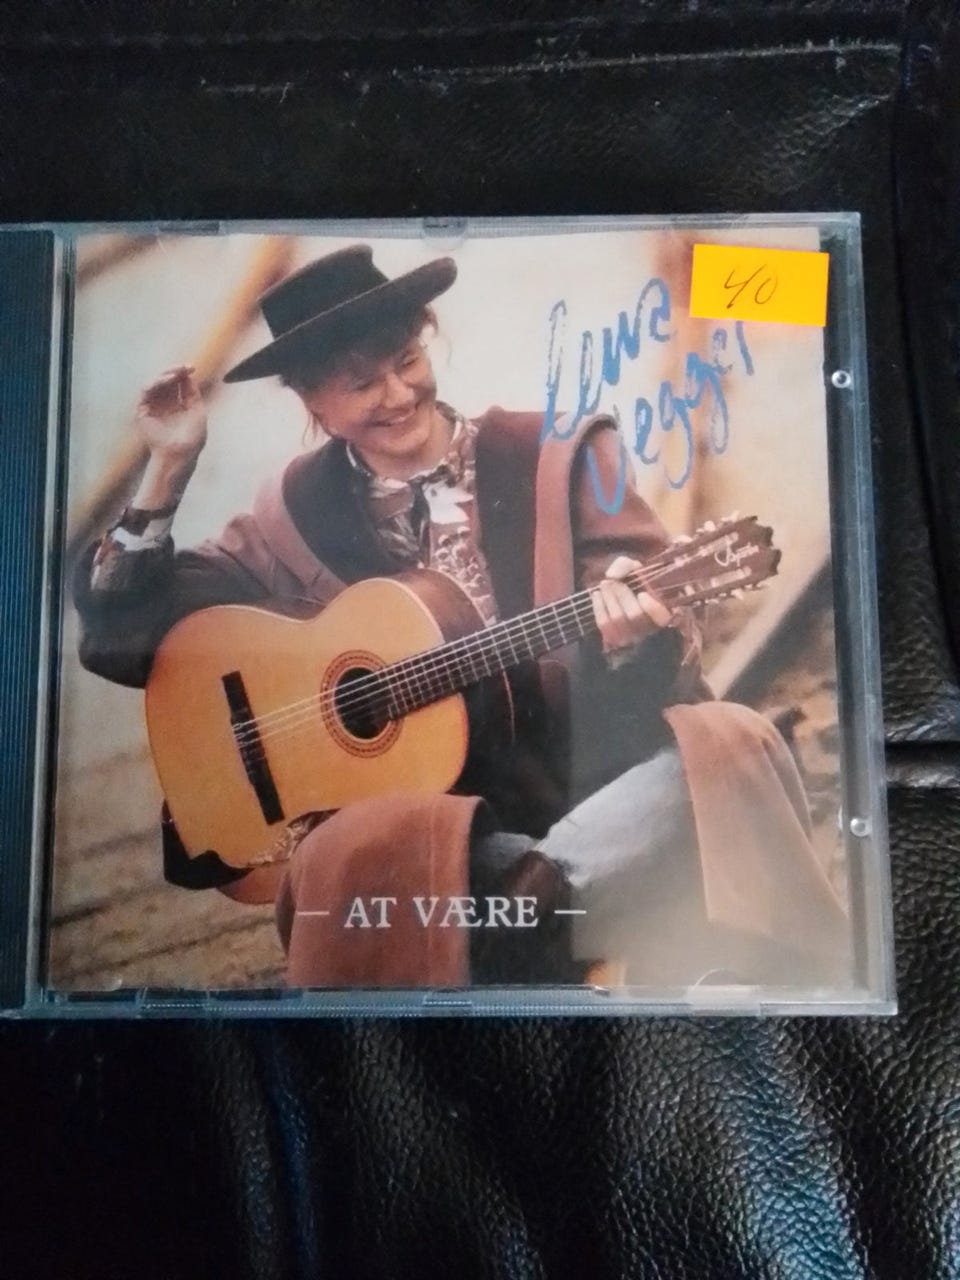 40
Lene
Vegger
— AT VÆRE —